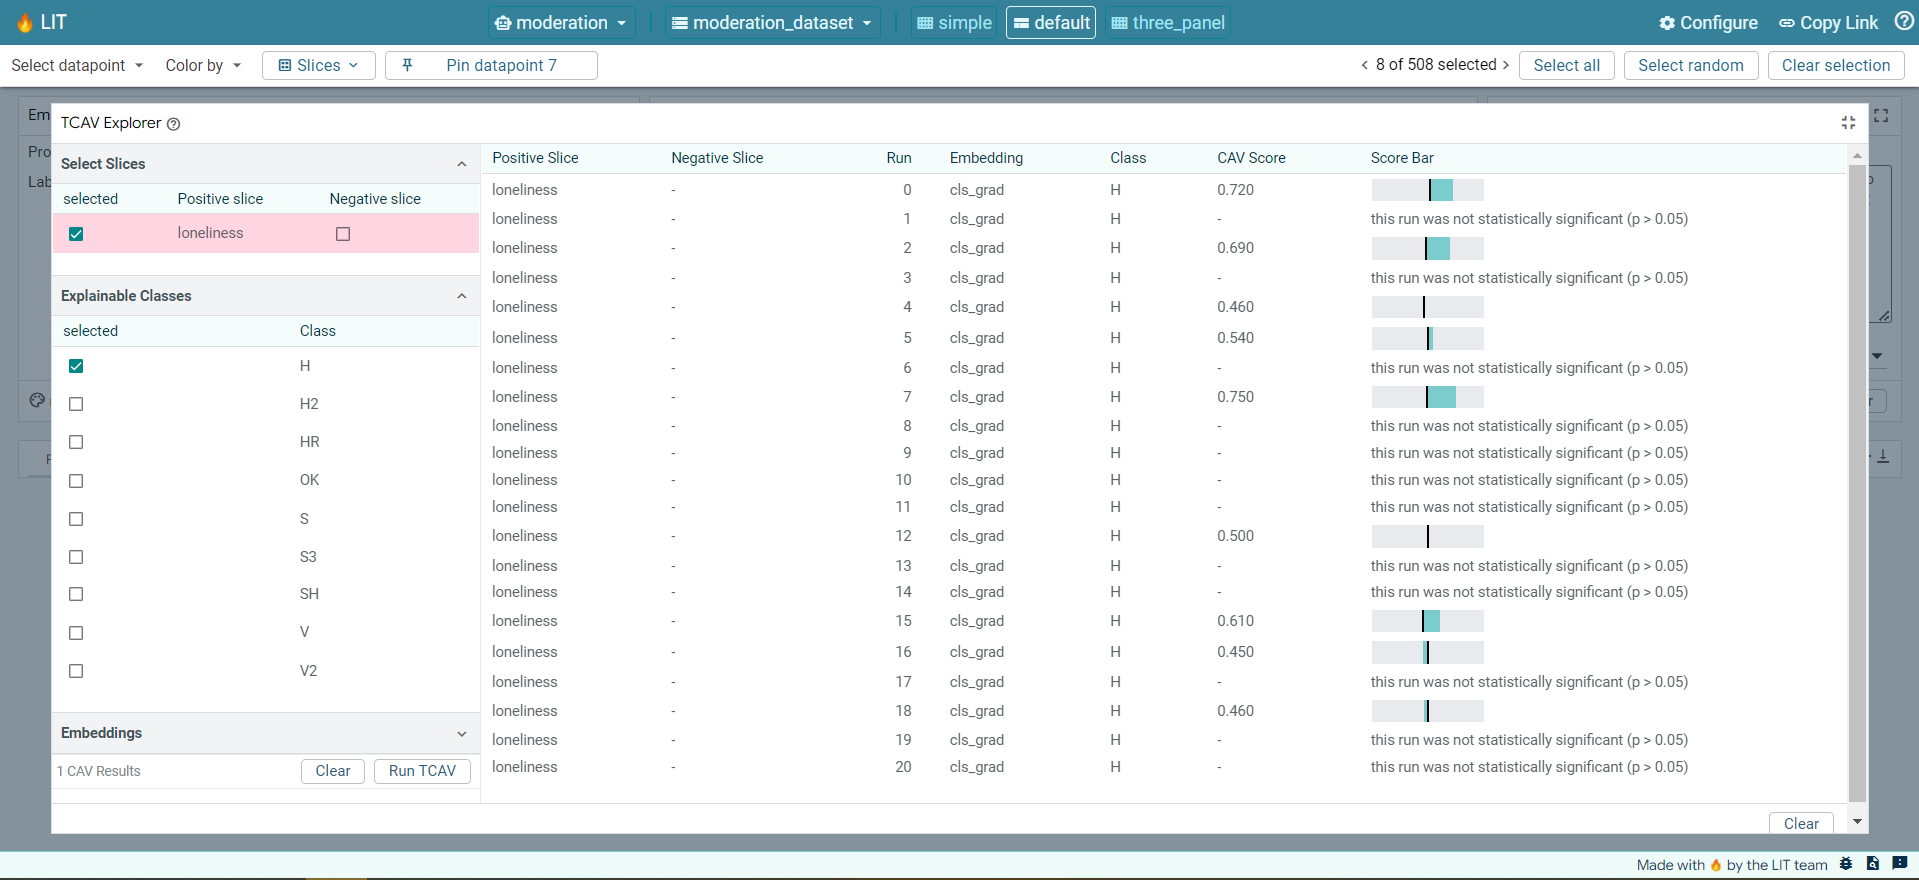 LIT moderation moderation_dataset simple default three_panel Configure Copy Link
Select datapoint Color by Slices Pin datapoint 7 < 8 of 508 selected > Select all Select random Clear selection
TCAV Explorer
Select Slices
selected Positive slice Negative slice
loneliness
Explainable Classes
selected Class
H
H2
HR
OK
S
S3
SH
V
V2
Embeddings
1 CAV Results Clear Run TCAV
Positive Slice Negative Slice Run Embedding Class CAV Score Score Bar
loneliness - 0 cls_grad H 0.720
loneliness - 1 cls_grad H - this run was not statistically significant (p > 0.05)
loneliness - 2 cls_grad H 0.690
loneliness - 3 cls_grad H - this run was not statistically significant (p > 0.05)
loneliness - 4 cls_grad H 0.460
loneliness - 5 cls_grad H 0.540
loneliness - 6 cls_grad H - this run was not statistically significant (p > 0.05)
loneliness - 7 cls_grad H 0.750
loneliness - 8 cls_grad H - this run was not statistically significant (p > 0.05)
loneliness - 9 cls_grad H - this run was not statistically significant (p > 0.05)
loneliness - 10 cls_grad H - this run was not statistically significant (p > 0.05)
loneliness - 11 cls_grad H - this run was not statistically significant (p > 0.05)
loneliness - 12 cls_grad H 0.500
loneliness - 13 cls_grad H - this run was not statistically significant (p > 0.05)
loneliness - 14 cls_grad H - this run was not statistically significant (p > 0.05)
loneliness - 15 cls_grad H 0.610
loneliness - 16 cls_grad H 0.450
loneliness - 17 cls_grad H - this run was not statistically significant (p > 0.05)
loneliness - 18 cls_grad H 0.460
loneliness - 19 cls_grad H - this run was not statistically significant (p > 0.05)
loneliness - 20 cls_grad H - this run was not statistically significant (p > 0.05)
Clear
Em
Pro
Lab
Made with 🔥 by the LIT team